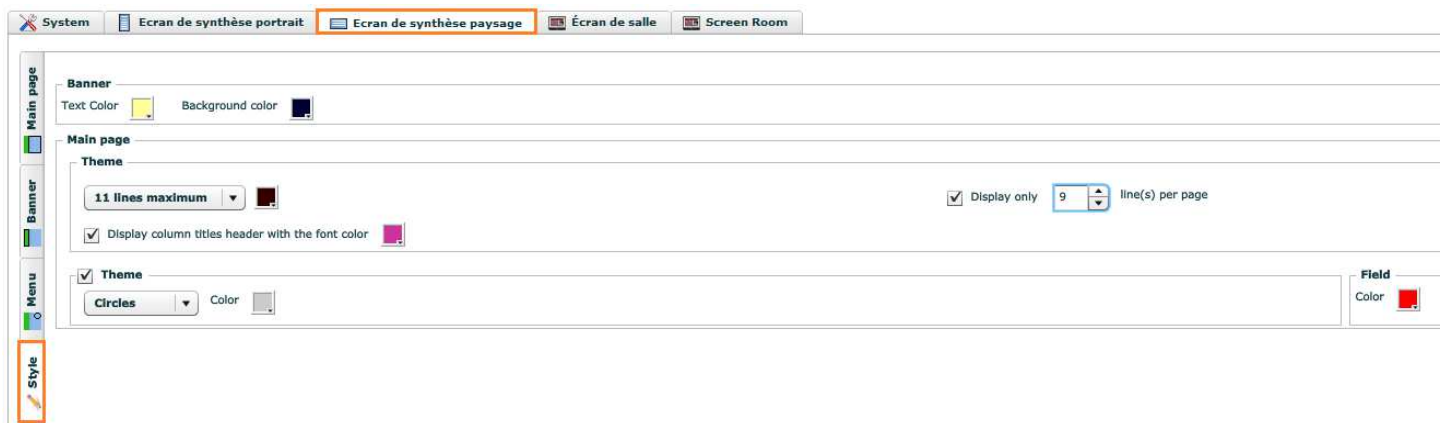 System
Ecran de synthèse portrait
Ecran de synthèse paysage
Écran de salle
Screen Room
Main page
Banner
Menu
Style
Banner
Text Color
Background color
Main page
Theme
11 lines maximum
Display only 9 line(s) per page
Display column titles header with the font color
Theme
Circles
Color
Field
Color